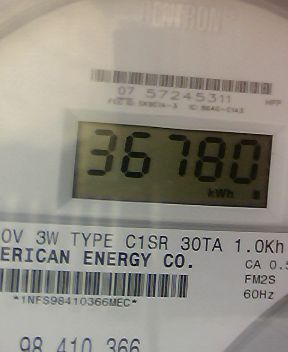 CENTRON
07 57245311
36780
kWh
0V 3W TYPE C1SR 30TA 1.0Kh
ERICAN ENERGY CO.
CA 0.5
FM2S
60Hz
*1NFS98410366MEC*
98 410 366